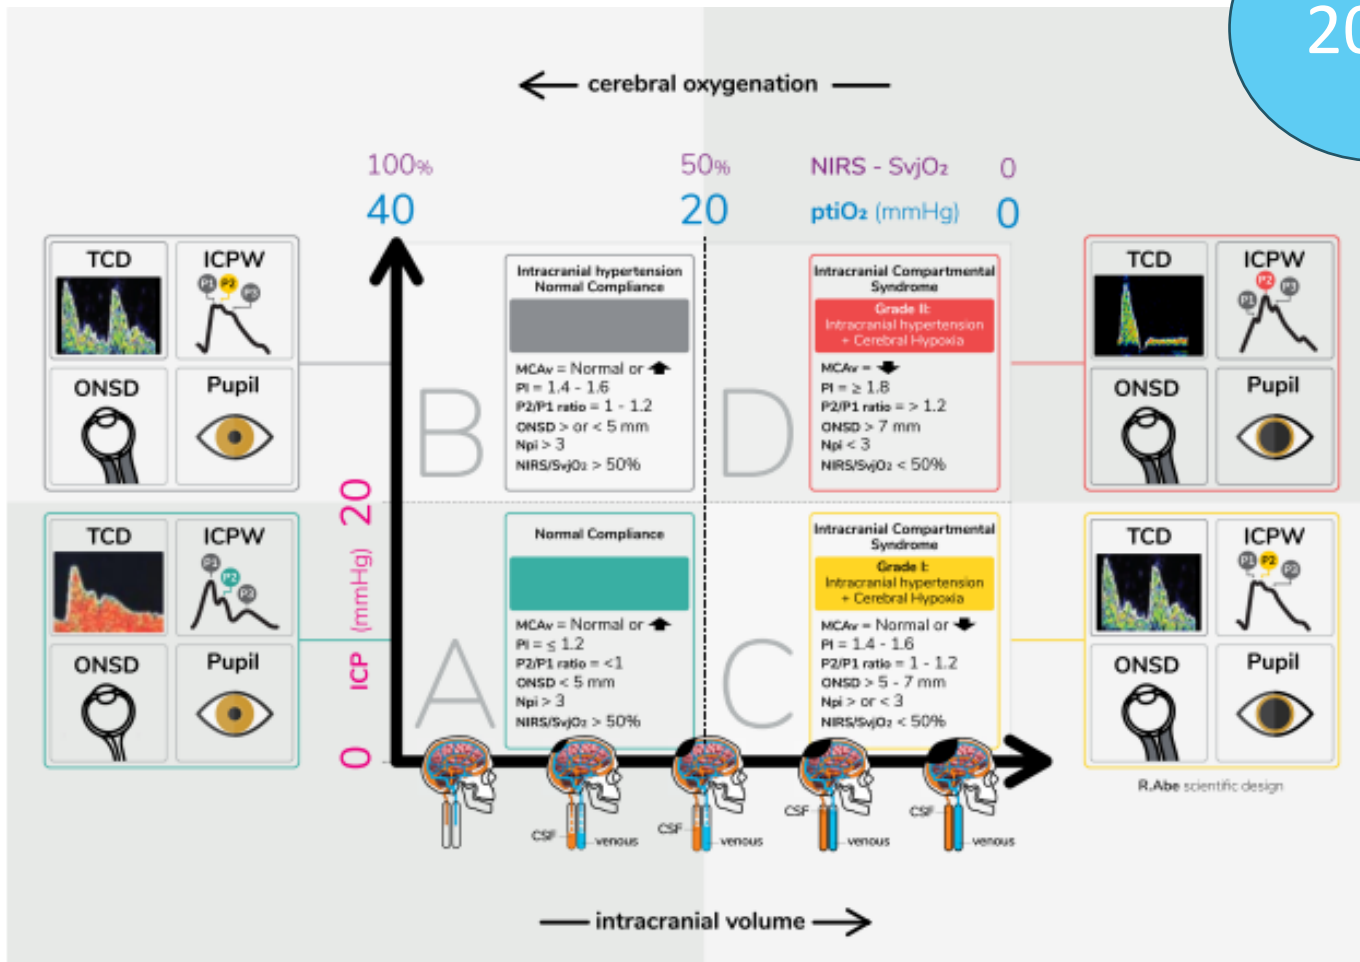 20
cerebral oxygenation
100%
50%
NIRS - SvjO₂
0
40
20
ptiO₂ (mmHg)
0
TCD
ICPW
P1
P2
P3
ONSD
Pupil
Intracranial hypertension
Normal Compliance
MCAv = Normal or
PI = 1.4 - 1.6
P2/P1 ratio = 1 - 1.2
ONSD > or < 5 mm
Npi > 3
NIRS/SvjO₂ > 50%
B
Intracranial Compartmental
Syndrome
Grade II:
Intracranial hypertension
+ Cerebral Hypoxia
MCAv =
PI = ≥ 1.8
P2/P1 ratio = > 1.2
ONSD > 7 mm
Npi < 3
NIRS/SvjO₂ < 50%
D
TCD
ICPW
P1
P2
P3
ONSD
Pupil
20
ICP (mmHg)
0
TCD
ICPW
P1
P2
P3
ONSD
Pupil
Normal Compliance
MCAv = Normal or
PI = ≤ 1.2
P2/P1 ratio = <1
ONSD < 5 mm
Npi > 3
NIRS/SvjO₂ > 50%
A
Intracranial Compartmental
Syndrome
Grade I:
Intracranial hypertension
+ Cerebral Hypoxia
MCAv = Normal or
PI = 1.4 - 1.6
P2/P1 ratio = 1 - 1.2
ONSD > 5 - 7 mm
Npi > or < 3
NIRS/SvjO₂ < 50%
C
TCD
ICPW
P1
P2
P3
ONSD
Pupil
R.Abe scientific design
CSF
venous
CSF
venous
CSF
venous
CSF
venous
intracranial volume